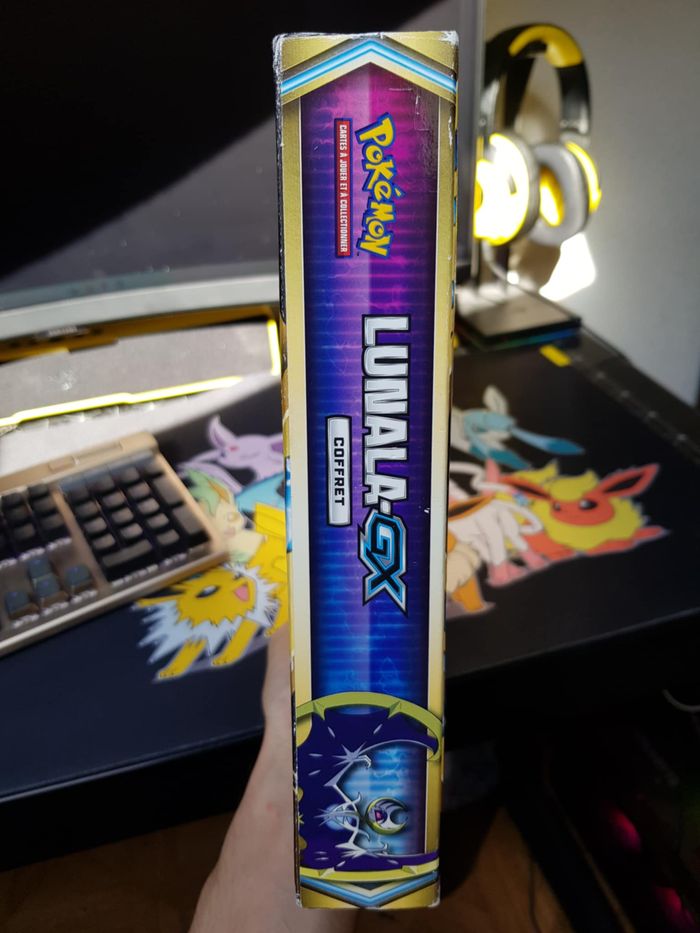 POKéMON
CARTES À JOUER ET À COLLECTIONNER
LUNALA-GX
COFFRET